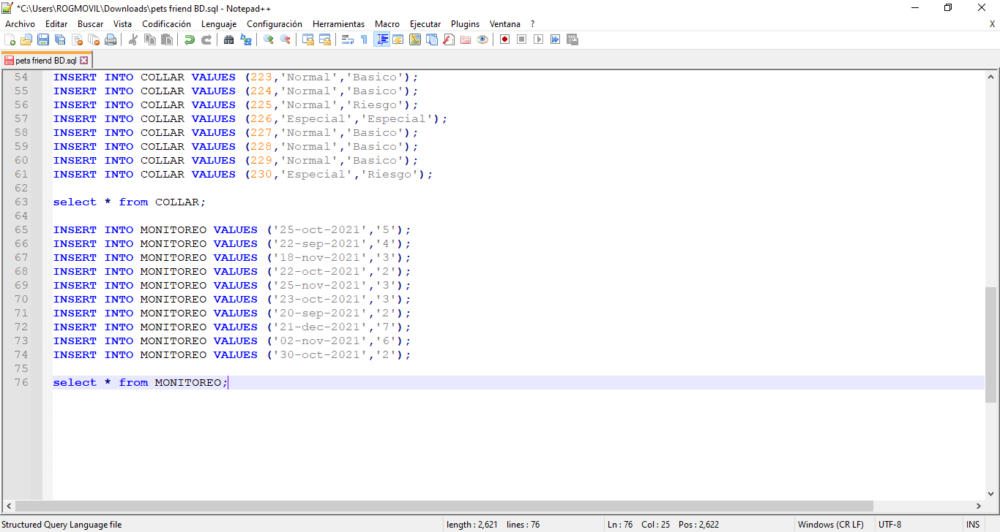 *C:\Users\ROGMOVIL\Downloads\pets friend BD.sql - Notepad++
Archivo Editar Buscar Vista Codificación Lenguaje Configuración Herramientas Macro Ejecutar Plugins Ventana ? X
pets friend BD.sql
54 INSERT INTO COLLAR VALUES (223,'Normal','Basico');
55 INSERT INTO COLLAR VALUES (224,'Normal','Basico');
56 INSERT INTO COLLAR VALUES (225,'Normal','Riesgo');
57 INSERT INTO COLLAR VALUES (226,'Especial','Especial');
58 INSERT INTO COLLAR VALUES (227,'Normal','Basico');
59 INSERT INTO COLLAR VALUES (228,'Normal','Basico');
60 INSERT INTO COLLAR VALUES (229,'Normal','Basico');
61 INSERT INTO COLLAR VALUES (230,'Especial','Riesgo');
62
63 select * from COLLAR;
64
65 INSERT INTO MONITOREO VALUES ('25-oct-2021','5');
66 INSERT INTO MONITOREO VALUES ('22-sep-2021','4');
67 INSERT INTO MONITOREO VALUES ('18-nov-2021','3');
68 INSERT INTO MONITOREO VALUES ('22-oct-2021','2');
69 INSERT INTO MONITOREO VALUES ('25-nov-2021','3');
70 INSERT INTO MONITOREO VALUES ('23-oct-2021','3');
71 INSERT INTO MONITOREO VALUES ('20-sep-2021','2');
72 INSERT INTO MONITOREO VALUES ('21-dec-2021','7');
73 INSERT INTO MONITOREO VALUES ('02-nov-2021','6');
74 INSERT INTO MONITOREO VALUES ('30-oct-2021','2');
75
76 select * from MONITOREO;
Structured Query Language file length : 2,621 lines : 76 Ln : 76 Col : 25 Pos : 2,622 Windows (CR LF) UTF-8 INS